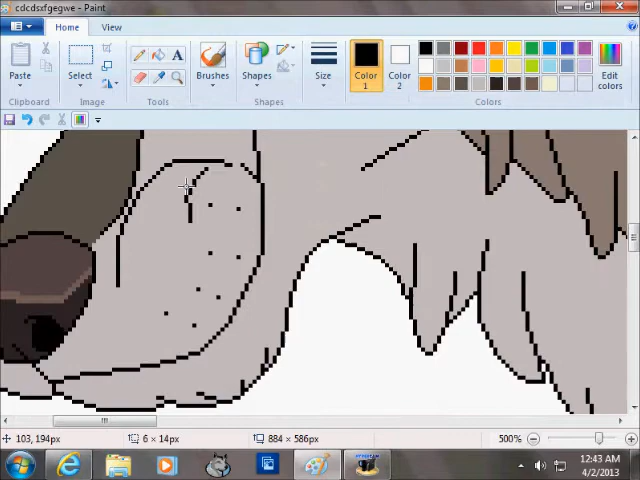 cdcdsxfgegwe - Paint
Home View
Paste Select A Brushes Shapes Size Color 1 Color 2 Edit colors
Clipboard Image Tools Shapes Colors
103, 194px 6 × 14px 884 × 586px 500%
12:43 AM
4/2/2013